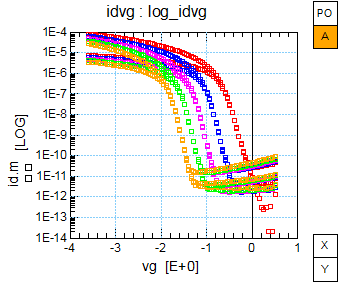 idvg : log_idvg
PO
A
1E-4
1E-5
1E-6
1E-7
1E-8
1E-9
1E-10
1E-11
1E-12
1E-13
1E-14
id.m [LOG]
-4 -3 -2 -1 0 1
vg [E+0]
X
Y